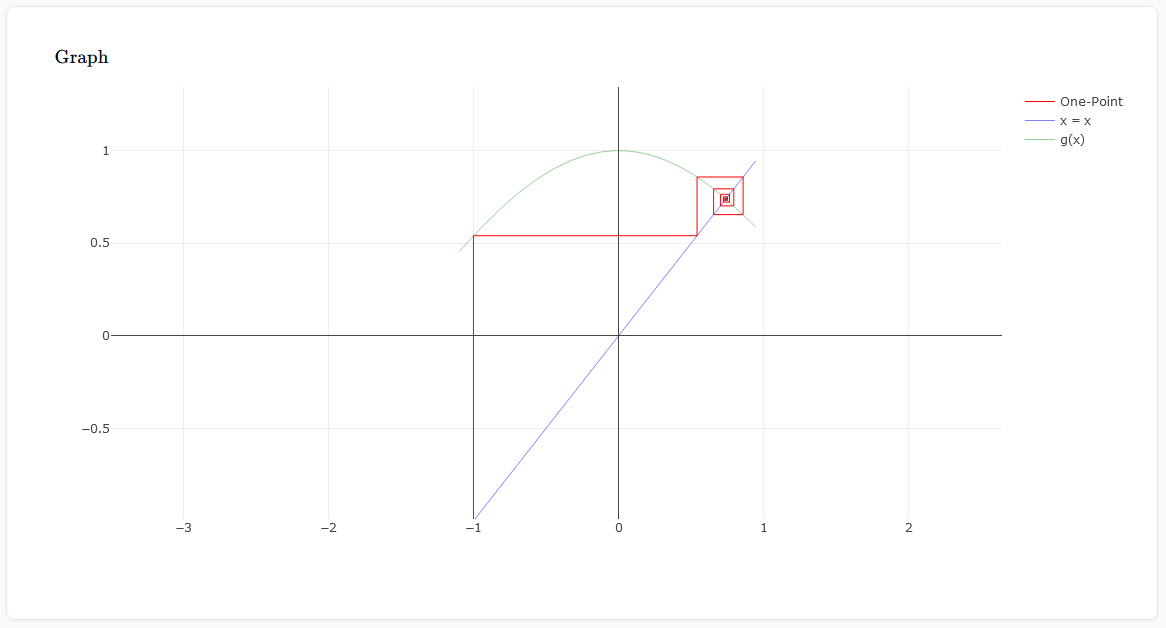 Graph
One-Point
x = x
g(x)
1
0.5
0
−0.5
−3
−2
−1
0
1
2